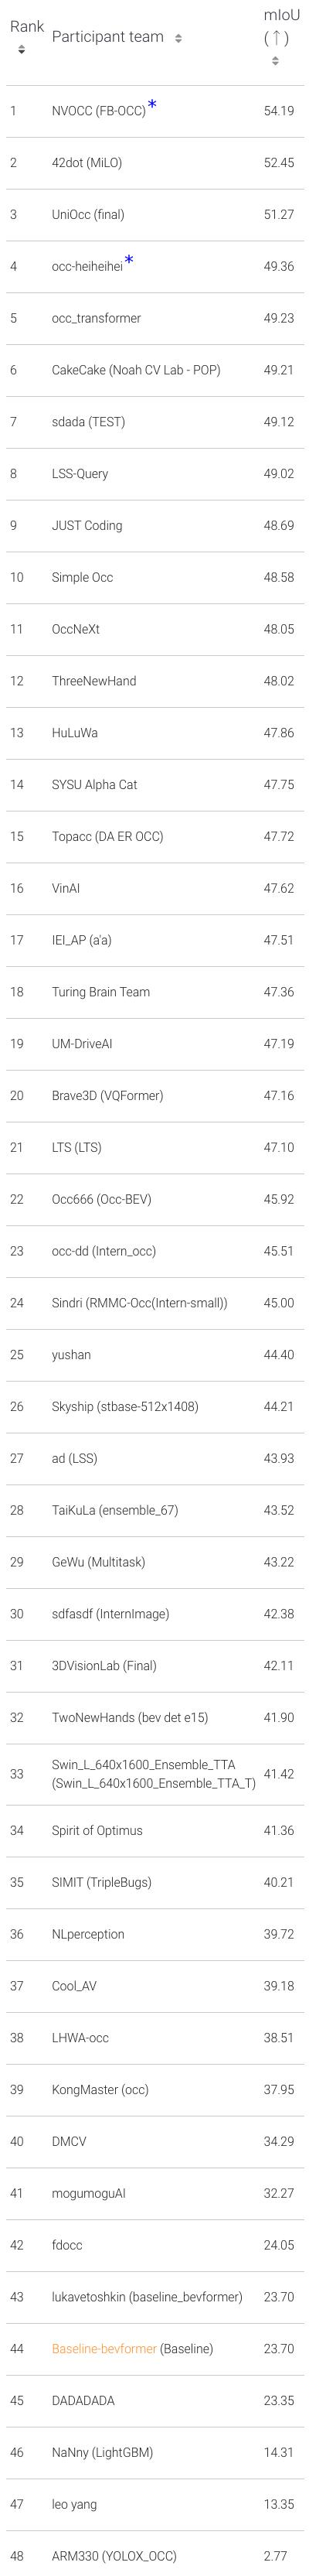 Rank Participant team mIoU (↑)
1 NVOCC (FB-OCC)* 54.19
2 42dot (MiLO) 52.45
3 UniOcc (final) 51.27
4 occ-heiheihei* 49.36
5 occ_transformer 49.23
6 CakeCake (Noah CV Lab - POP) 49.21
7 sdada (TEST) 49.12
8 LSS-Query 49.02
9 JUST Coding 48.69
10 Simple Occ 48.58
11 OccNeXt 48.05
12 ThreeNewHand 48.02
13 HuLuWa 47.86
14 SYSU Alpha Cat 47.75
15 Topacc (DA ER OCC) 47.72
16 VinAI 47.62
17 IEI_AP (a'a) 47.51
18 Turing Brain Team 47.36
19 UM-DriveAI 47.19
20 Brave3D (VQFormer) 47.16
21 LTS (LTS) 47.10
22 Occ666 (Occ-BEV) 45.92
23 occ-dd (Intern_occ) 45.51
24 Sindri (RMMC-Occ(Intern-small)) 45.00
25 yushan 44.40
26 Skyship (stbase-512x1408) 44.21
27 ad (LSS) 43.93
28 TaiKuLa (ensemble_67) 43.52
29 GeWu (Multitask) 43.22
30 sdfasdf (InternImage) 42.38
31 3DVisionLab (Final) 42.11
32 TwoNewHands (bev det e15) 41.90
33 Swin_L_640x1600_Ensemble_TTA
(Swin_L_640x1600_Ensemble_TTA_T) 41.42
34 Spirit of Optimus 41.36
35 SIMIT (TripleBugs) 40.21
36 NLperception 39.72
37 Cool_AV 39.18
38 LHWA-occ 38.51
39 KongMaster (occ) 37.95
40 DMCV 34.29
41 mogumoguAI 32.27
42 fdocc 24.05
43 lukavetoshkin (baseline_bevformer) 23.70
44 Baseline-bevformer (Baseline) 23.70
45 DADADADA 23.35
46 NaNny (LightGBM) 14.31
47 leo yang 13.35
48 ARM330 (YOLOX_OCC) 2.77